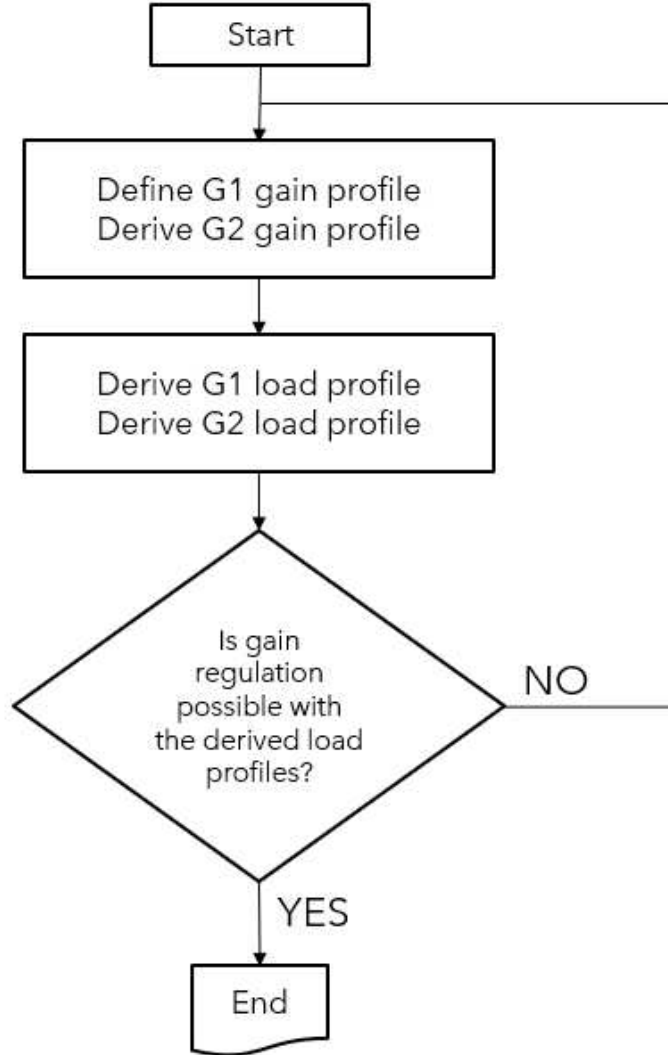 Start
Define G1 gain profile
Derive G2 gain profile
Derive G1 load profile
Derive G2 load profile
Is gain
regulation
possible with
the derived load
profiles?
NO
YES
End